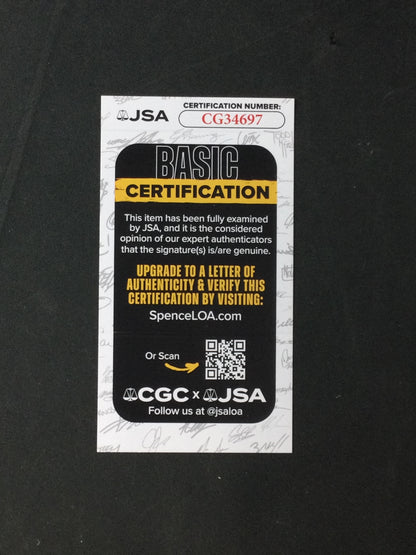 JSA
CERTIFICATION NUMBER:
CG34697
BASIC
CERTIFICATION
This item has been fully examined
by JSA, and it is the considered
opinion of our expert authenticators
that the signature(s) is/are genuine.
UPGRADE TO A LETTER OF
AUTHENTICITY & VERIFY THIS
CERTIFICATION BY VISITING:
SpenceLOA.com
Or Scan
CGC x JSA
Follow us at @jsaloa